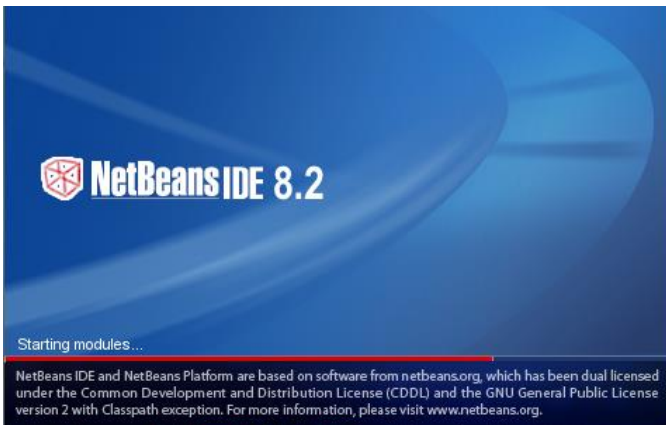 NetBeans IDE 8.2
Starting modules...
NetBeans IDE and NetBeans Platform are based on software from netbeans.org, which has been dual licensed
under the Common Development and Distribution License (CDDL) and the GNU General Public License
version 2 with Classpath exception. For more information, please visit www.netbeans.org.